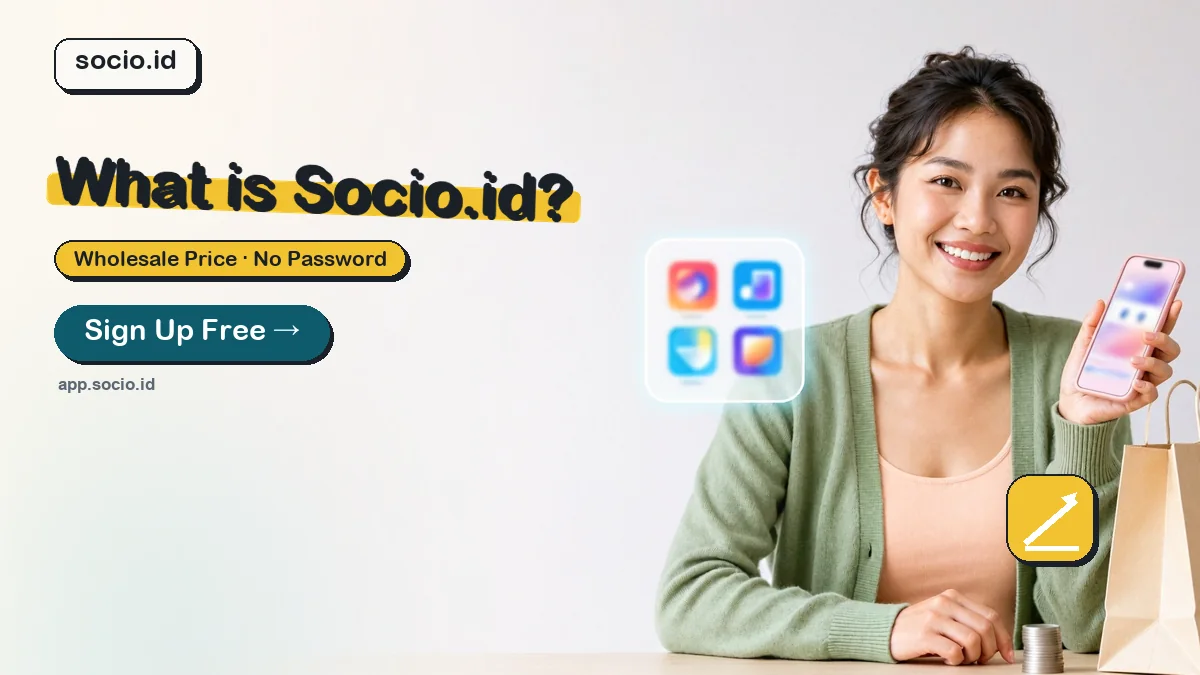 socio.id
What is Socio.id?
Wholesale Price · No Password
Sign Up Free →
app.socio.id